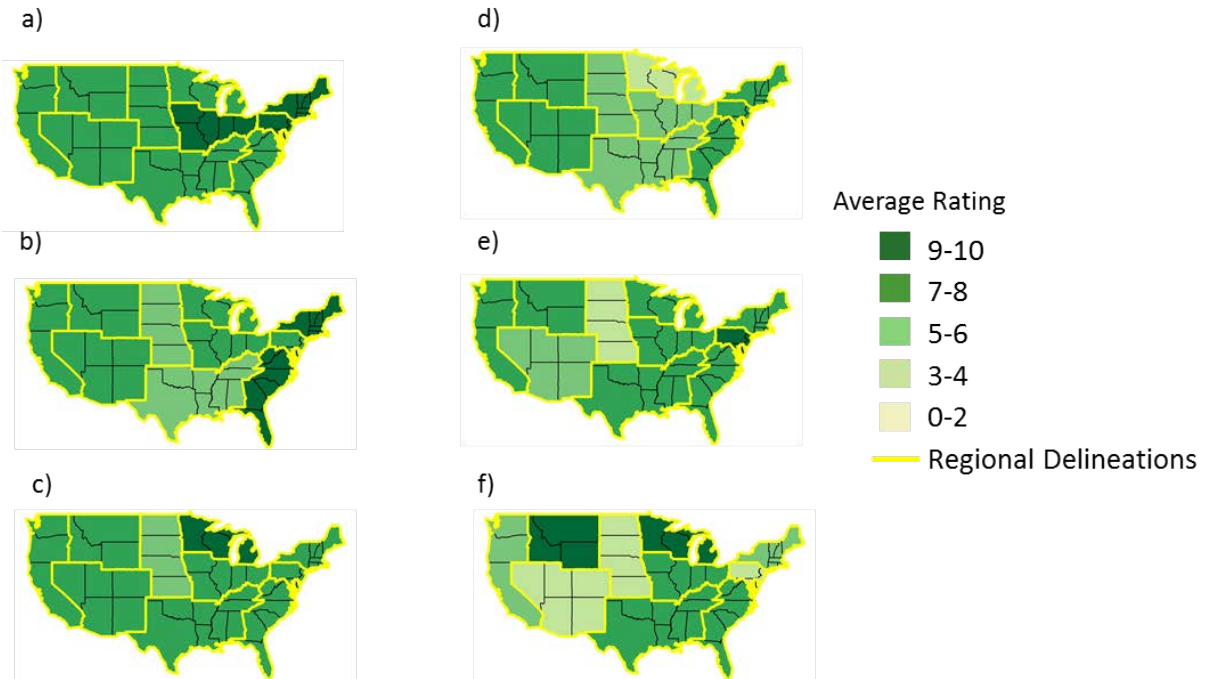 a)
d)
b)
e)
c)
f)
Average Rating
9-10
7-8
5-6
3-4
0-2
Regional Delineations